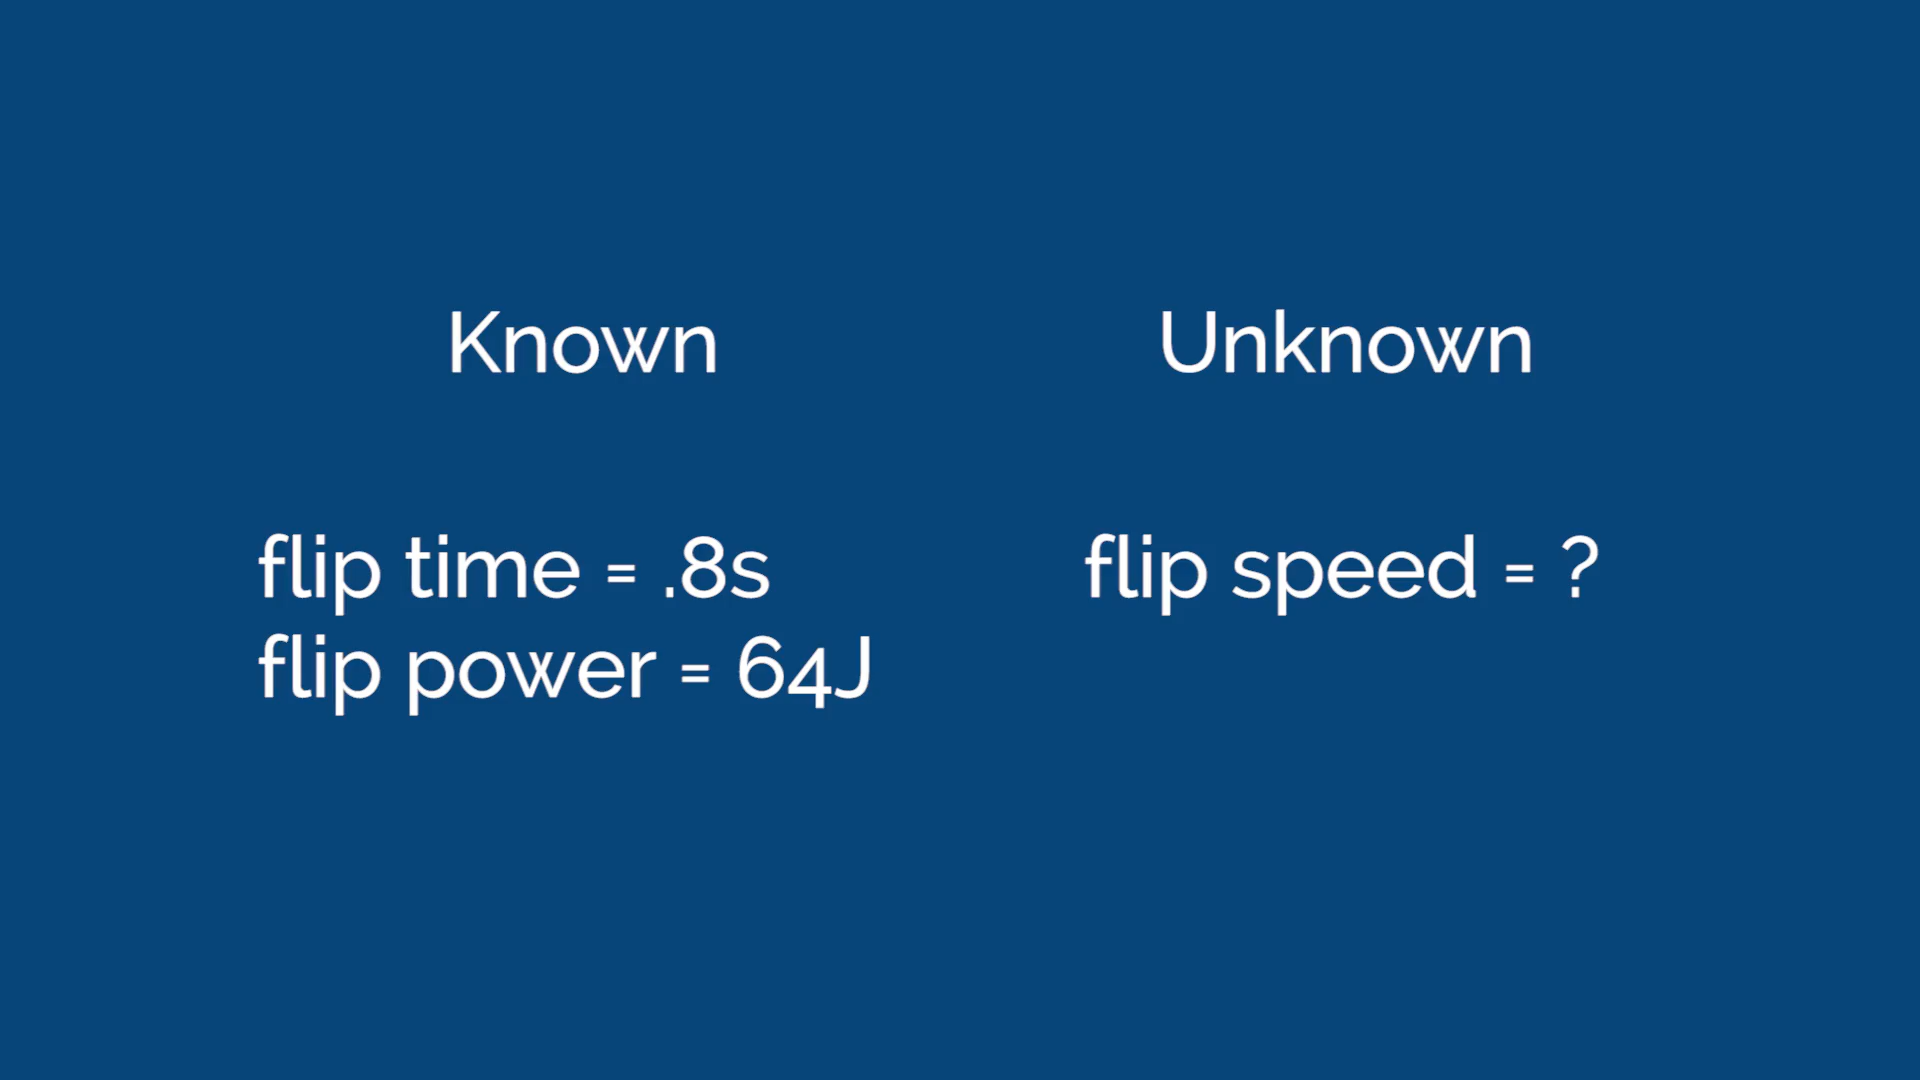 Known
flip time = .8s
flip power = 64J
Unknown
flip speed = ?